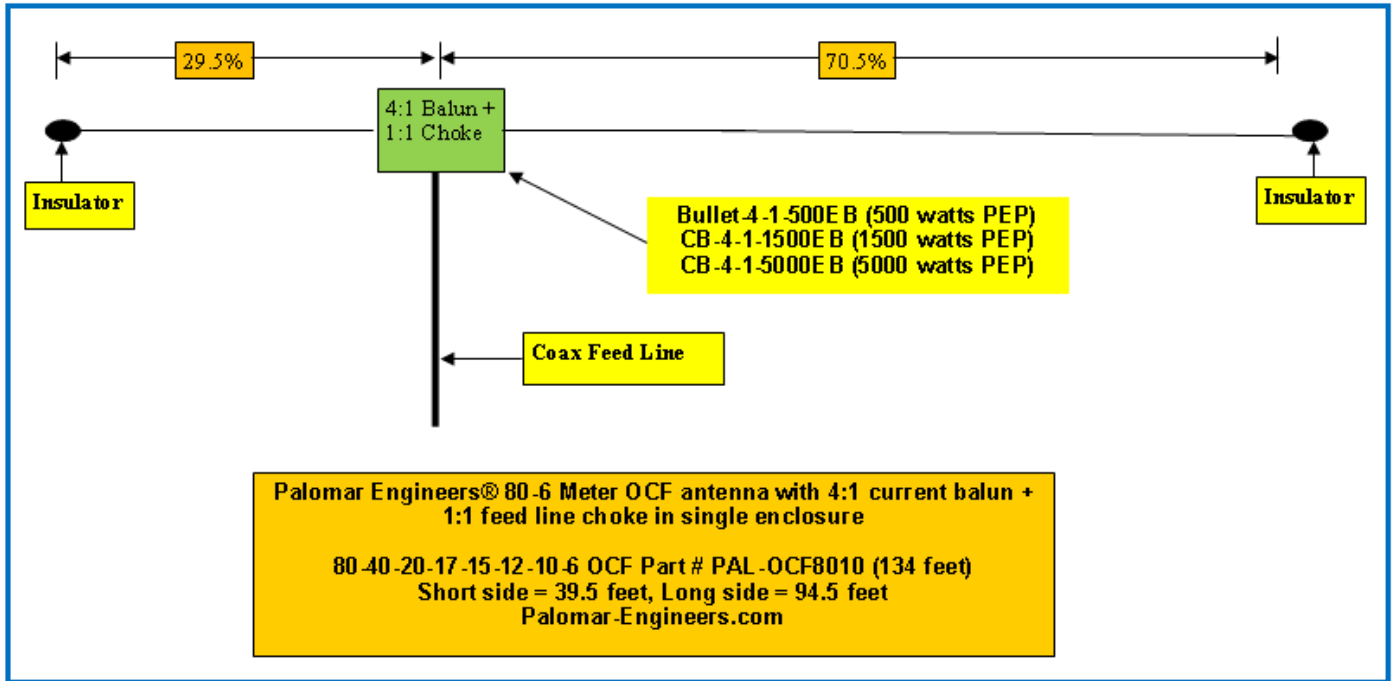 29.5%
70.5%
4:1 Balun +
1:1 Choke
Insulator
Insulator
Bullet-4-1-500EB (500 watts PEP)
CB-4-1-1500EB (1500 watts PEP)
CB-4-1-5000EB (5000 watts PEP)
Coax Feed Line
Palomar Engineers® 80-6 Meter OCF antenna with 4:1 current balun +
1:1 feed line choke in single enclosure
80-40-20-17-15-12-10-6 OCF Part # PAL-OCF8010 (134 feet)
Short side = 39.5 feet, Long side = 94.5 feet
Palomar-Engineers.com